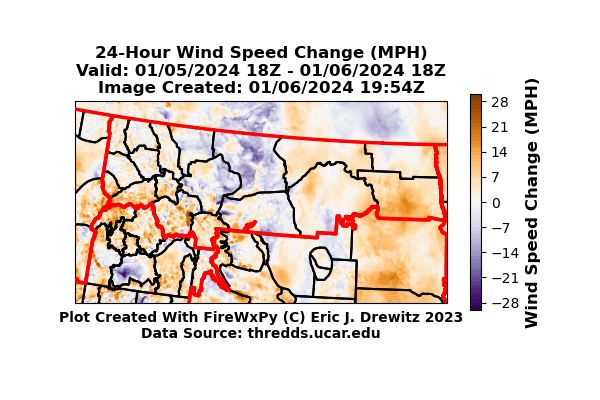 24-Hour Wind Speed Change (MPH)
Valid: 01/05/2024 18Z - 01/06/2024 18Z
Image Created: 01/06/2024 19:54Z
28
21
14
7
0
−7
−14
−21
−28
Wind Speed Change (MPH)
Plot Created With FireWxPy (C) Eric J. Drewitz 2023
Data Source: thredds.ucar.edu